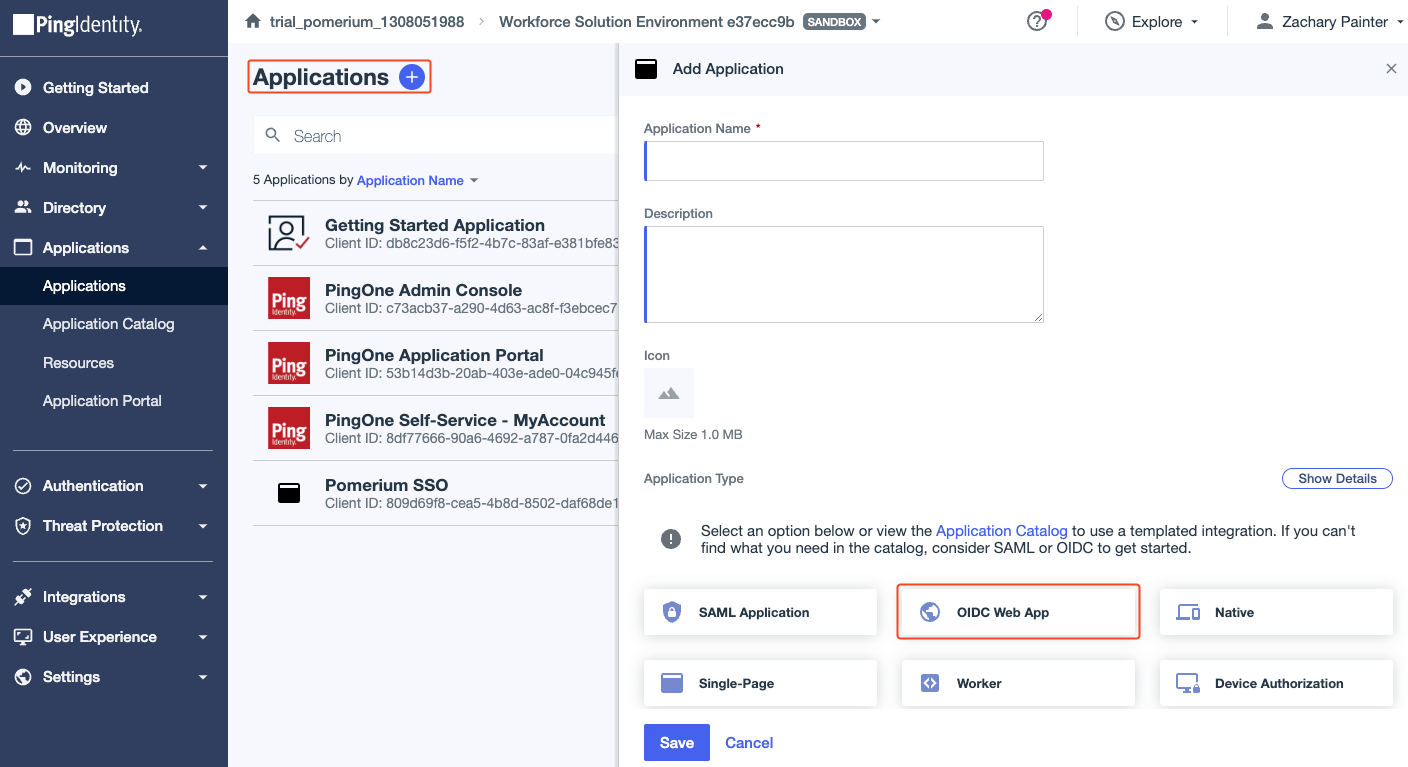 PingIdentity.
trial_pomerium_1308051988
Workforce Solution Environment e37ecc9b
SANDBOX
Explore
Zachary Painter
Getting Started
Overview
Monitoring
Directory
Applications
Applications
Application Catalog
Resources
Application Portal
Authentication
Threat Protection
Integrations
User Experience
Settings
Applications
Search
5 Applications by Application Name
Getting Started Application
Client ID: db8c23d6-f5f2-4b7c-83af-e381bfe83
Ping
Identity.
PingOne Admin Console
Client ID: c73acb37-a290-4d63-ac8f-f3ebcec7
Ping
Identity.
PingOne Application Portal
Client ID: 53b14d3b-20ab-403e-ade0-04c945fe
Ping
Identity.
PingOne Self-Service - MyAccount
Client ID: 8df77666-90a6-4692-a787-0fa2d446
Pomerium SSO
Client ID: 809d69f8-cea5-4b8d-8502-daf68de1
Add Application
Application Name *
Description
Icon
Max Size 1.0 MB
Application Type
Show Details
Select an option below or view the Application Catalog to use a templated integration. If you can't
find what you need in the catalog, consider SAML or OIDC to get started.
SAML Application
OIDC Web App
Native
Single-Page
Worker
Device Authorization
Save
Cancel